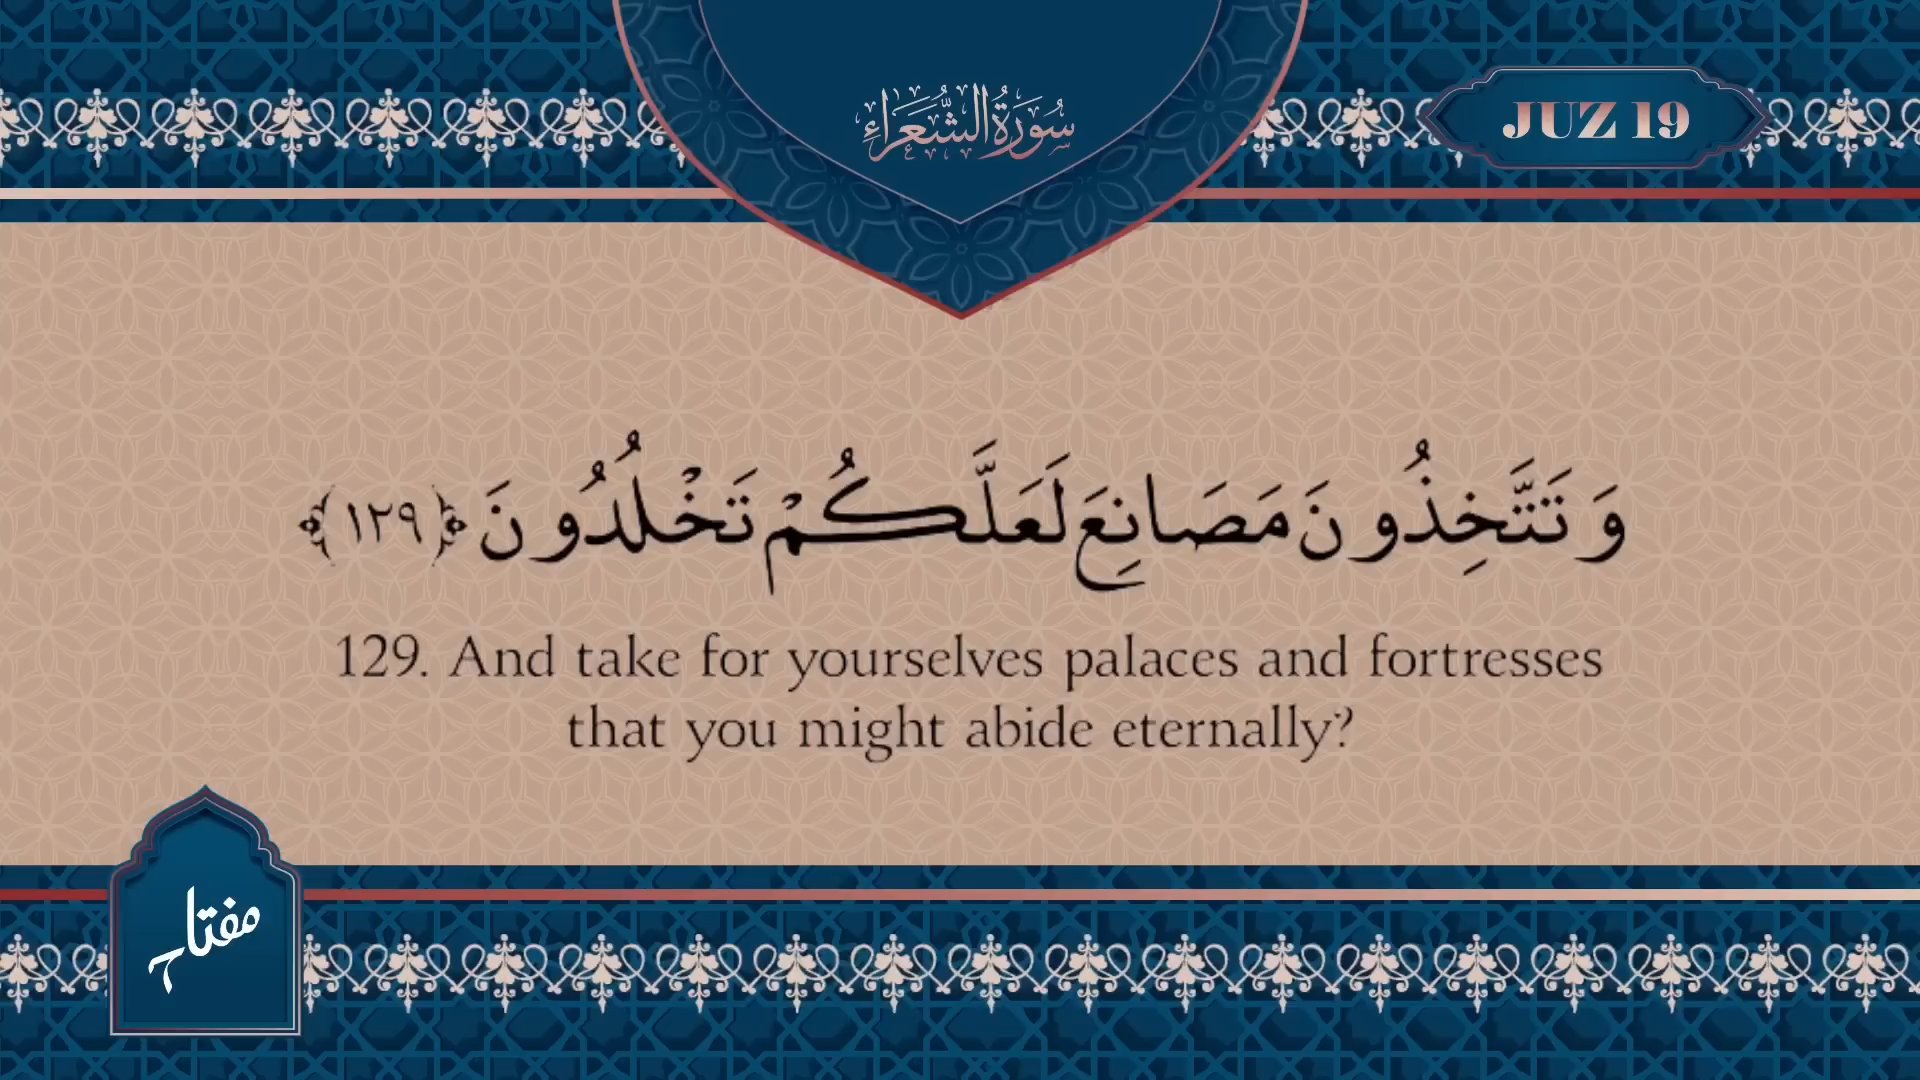 سُورَةُ الشُّعَرَاءِ
JUZ 19
وَتَتَّخِذُونَ مَصَانِعَ لَعَلَّكُمْ تَخْلُدُونَ ﴿١٢٩﴾
129. And take for yourselves palaces and fortresses
that you might abide eternally?
مفتاح